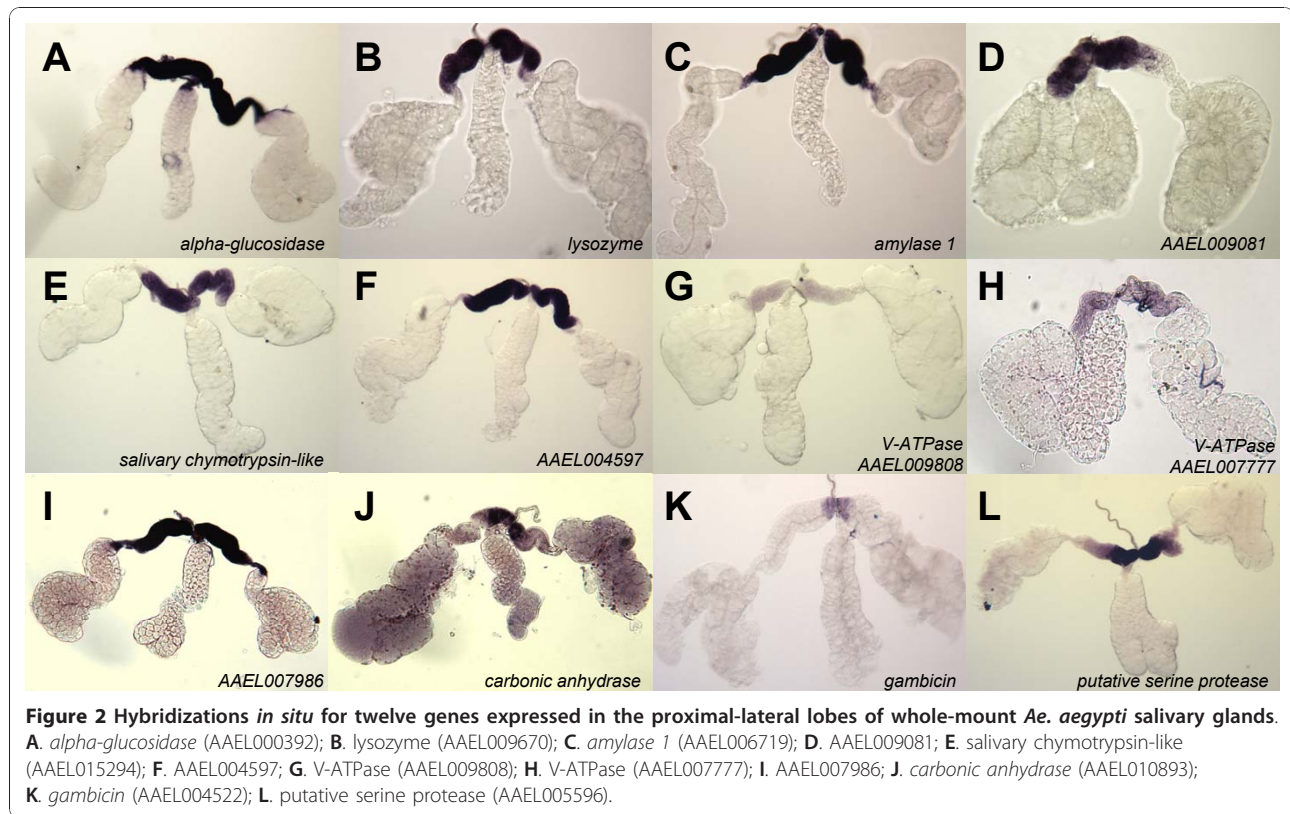 A
alpha-glucosidase
B
lysozyme
C
amylase 1
D
AAEL009081
E
salivary chymotrypsin-like
F
AAEL004597
G
V-ATPase
AAEL009808
H
V-ATPase
AAEL007777
I
AAEL007986
J
carbonic anhydrase
K
gambicin
L
putative serine protease
Figure 2 Hybridizations in situ for twelve genes expressed in the proximal-lateral lobes of whole-mount Ae. aegypti salivary glands.
A. alpha-glucosidase (AAEL000392); B. lysozyme (AAEL009670); C. amylase 1 (AAEL006719); D. AAEL009081; E. salivary chymotrypsin-like
(AAEL015294); F. AAEL004597; G. V-ATPase (AAEL009808); H. V-ATPase (AAEL007777); I. AAEL007986; J. carbonic anhydrase (AAEL010893);
K. gambicin (AAEL004522); L. putative serine protease (AAEL005596).